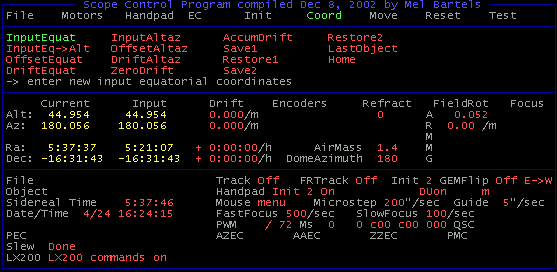 Scope Control Program compiled Dec 8, 2002 by Mel Bartels
File Motors Handpad EC Init Coord Move Reset Test
InputEquat InputAltaz AccumDrift Restore2
InputEq->Alt OffsetAltaz Save1 LastObject
OffsetEquat DriftAltaz Restore1 Home
DriftEquat ZeroDrift Save2
-> enter new input equatorial coordinates
Current Input Drift Encoders Refract FieldRot Focus
Alt: 44.954 44.954 0.000/m 0 A 0.052
Az: 180.056 180.056 0.000/m R 0.00 /m
M
Ra: 5:37:37 5:21:07 + 0:00:00/h AirMass 1.4 M
Dec: -16:31:43 -16:31:43 + 0:00:00/h DomeAzimuth 180 G
File Track Off FRTrack Off Init 2 GEMFlip Off E->W
Object Handpad Init 2 On DUon m
Sidereal Time 5:37:46 Mouse menu Microstep 200"/sec Guide 5"/sec
Date/Time 4/24 16:24:15 FastFocus 500/sec SlowFocus 100/sec
PWM / 72 Ms 0 0 c00 c00 000 QSC
PEC AZEC AAEC ZZEC PMC
Slew Done
LX200 LX200 commands on